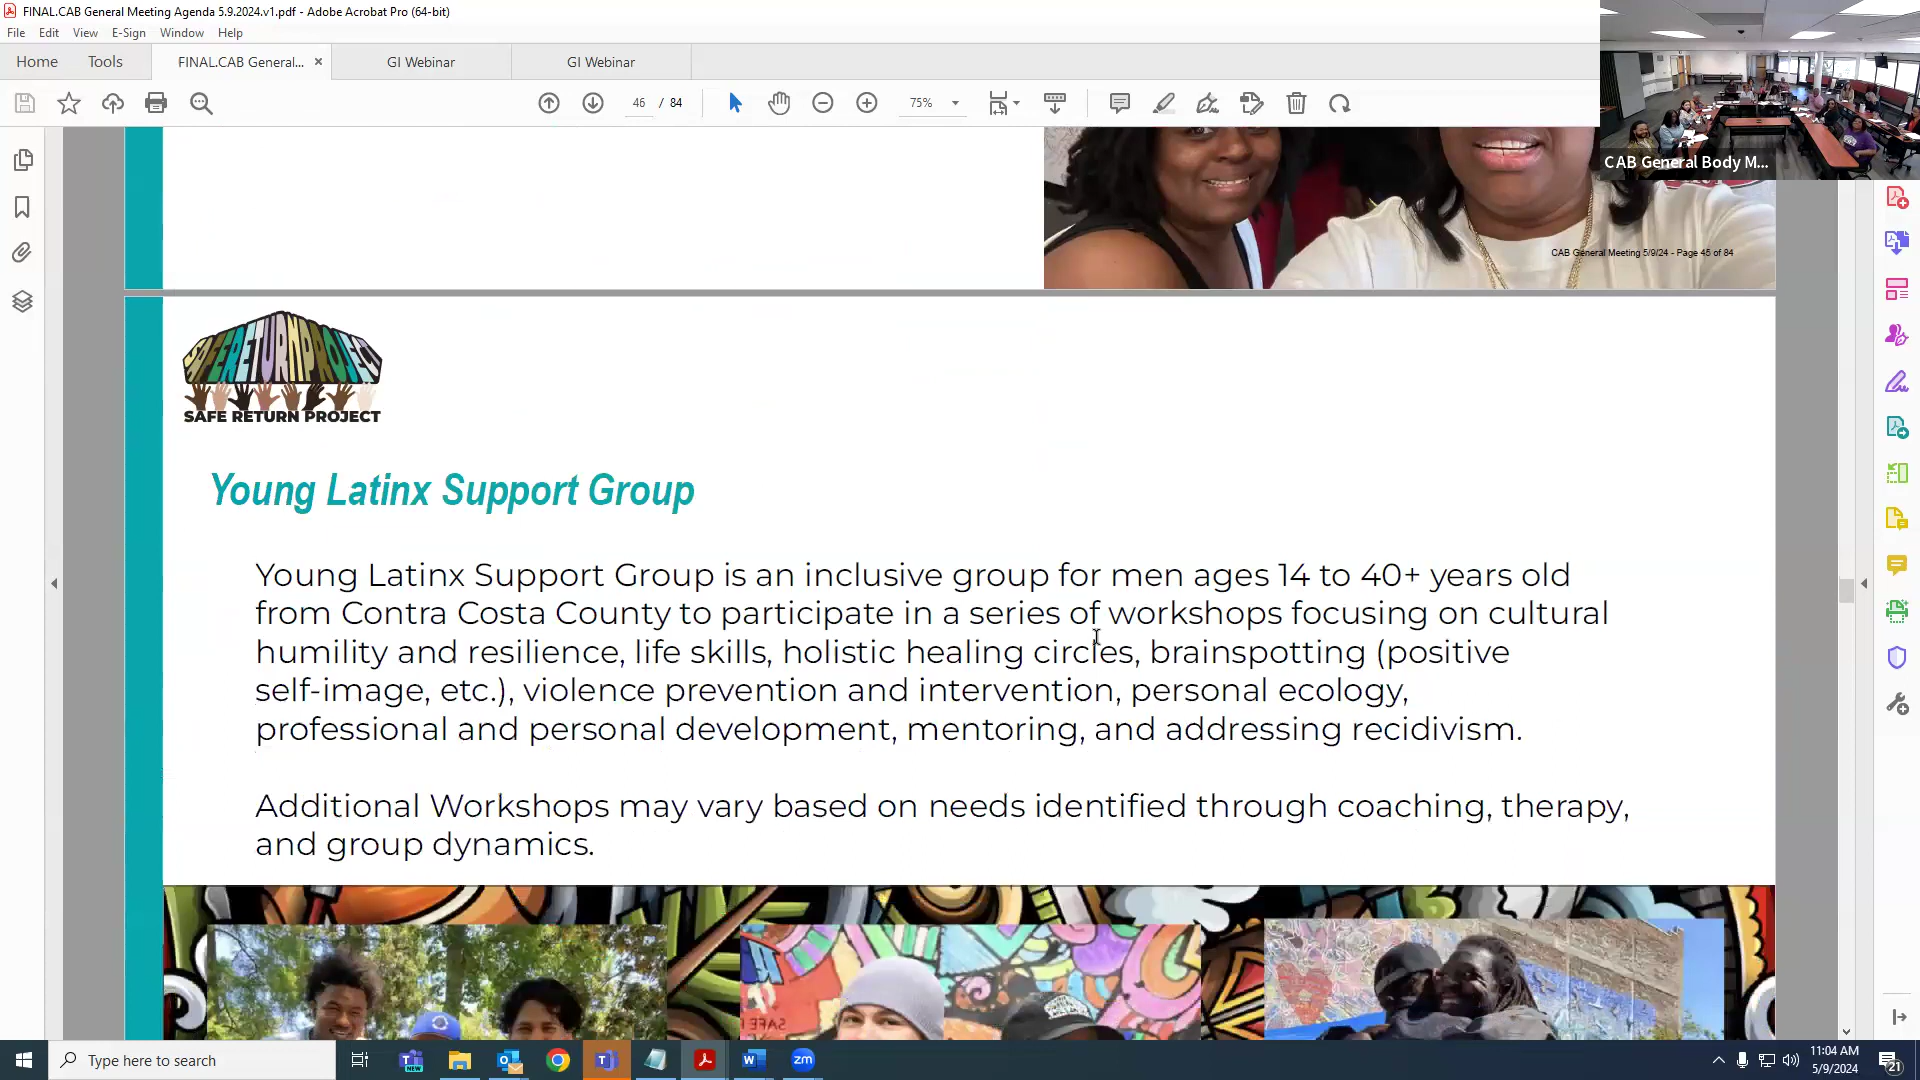 FINAL.CAB General Meeting Agenda 5.9.2024.v1.pdf - Adobe Acrobat Pro (64-bit)
File Edit View E-Sign Window Help
Home Tools FINAL.CAB General... × GI Webinar GI Webinar
46 / 84 75%
CAB General Body M...
CAB General Meeting 5/9/24 - Page 45 of 84
SAFE RETURN PROJECT
SAFE RETURN PROJECT
Young Latinx Support Group
Young Latinx Support Group is an inclusive group for men ages 14 to 40+ years old
from Contra Costa County to participate in a series of workshops focusing on cultural
humility and resilience, life skills, holistic healing circles, brainspotting (positive
self-image, etc.), violence prevention and intervention, personal ecology,
professional and personal development, mentoring, and addressing recidivism.
Additional Workshops may vary based on needs identified through coaching, therapy,
and group dynamics.
Type here to search
11:04 AM
5/9/2024
21